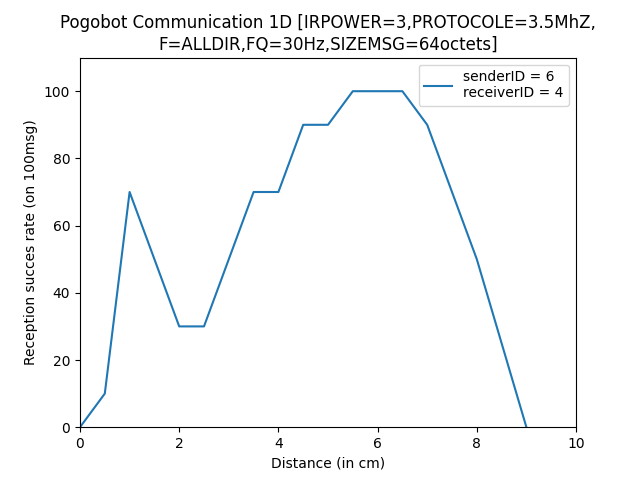 Pogobot Communication 1D [IRPOWER=3,PROTOCOLE=3.5MhZ,
F=ALLDIR,FQ=30Hz,SIZEMSG=64octets]
senderID = 6
receiverID = 4
100
80
60
40
20
0
Reception succes rate (on 100msg)
0 2 4 6 8 10
Distance (in cm)